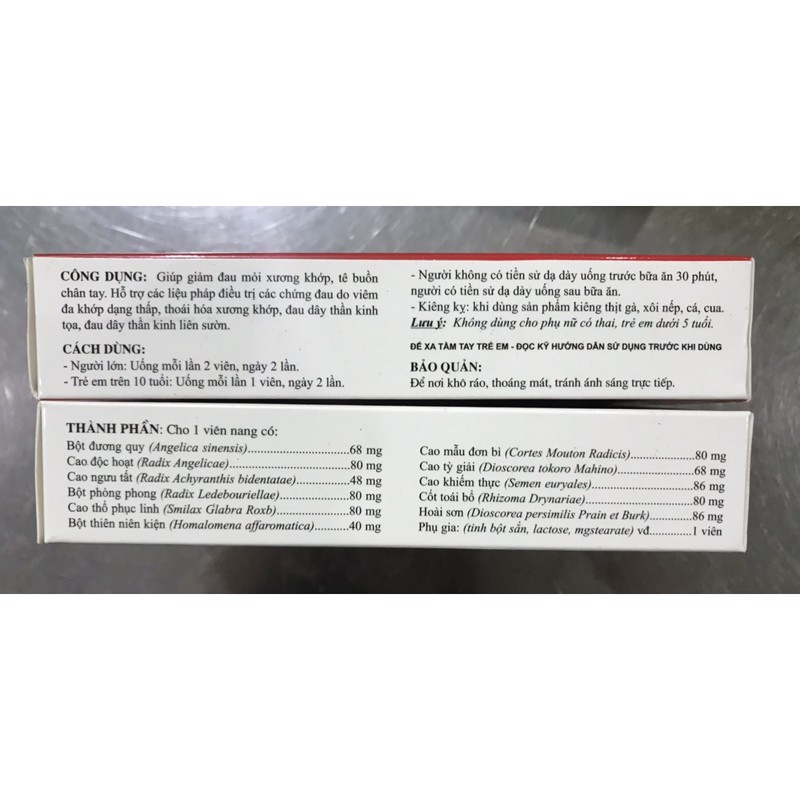 CÔNG DỤNG: Giúp giảm đau mỏi xương khớp, tê buồn
chân tay. Hỗ trợ các liệu pháp điều trị các chứng đau do viêm
đa khớp dạng thấp, thoái hóa xương khớp, đau dây thần kinh
tọa, đau dây thần kinh liên sườn.
CÁCH DÙNG:
- Người lớn: Uống mỗi lần 2 viên, ngày 2 lần.
- Trẻ em trên 10 tuổi: Uống mỗi lần 1 viên, ngày 2 lần.
- Người không có tiền sử dạ dày uống trước bữa ăn 30 phút,
người có tiền sử dạ dày uống sau bữa ăn.
- Kiêng kỵ: khi dùng sản phẩm kiêng thịt gà, xôi nếp, cá, cua.
Lưu ý: Không dùng cho phụ nữ có thai, trẻ em dưới 5 tuổi.
ĐỂ XA TẦM TAY TRẺ EM - ĐỌC KỸ HƯỚNG DẪN SỬ DỤNG TRƯỚC KHI DÙNG
BẢO QUẢN:
Để nơi khô ráo, thoáng mát, tránh ánh sáng trực tiếp.
THÀNH PHẦN: Cho 1 viên nang có:
Bột đương quy (Angelica sinensis)...............................68 mg
Cao độc hoạt (Radix Angelicae)....................................80 mg
Cao ngưu tất (Radix Achyranthis bidentatae)................48 mg
Bột phòng phong (Radix Ledebouriellae)......................80 mg
Cao thổ phục linh (Smilax Glabra Roxb)......................80 mg
Bột thiên niên kiện (Homalomena affaromatica)...........40 mg
Cao mẫu đơn bì (Cortes Mouton Radicis)....................80 mg
Cao tỳ giải (Dioscorea tokoro Mahino).......................68 mg
Cao khiếm thực (Semen euryales)...............................86 mg
Cốt toái bổ (Rhizoma Drynariae).................................80 mg
Hoài sơn (Dioscorea persimilis Prain et Burk).............86 mg
Phụ gia: (tinh bột sắn, lactose, mgstearate) vđ..............1 viên